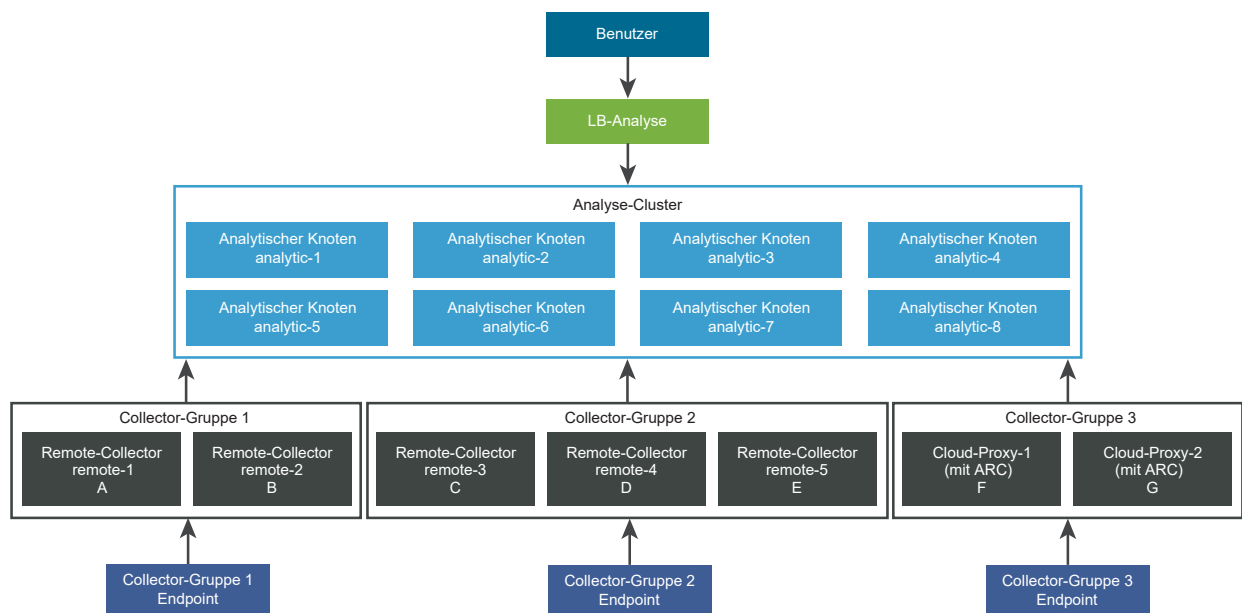 Benutzer
LB-Analyse
Analyse-Cluster
Analytischer Knoten
analytic-1
Analytischer Knoten
analytic-2
Analytischer Knoten
analytic-3
Analytischer Knoten
analytic-4
Analytischer Knoten
analytic-5
Analytischer Knoten
analytic-6
Analytischer Knoten
analytic-7
Analytischer Knoten
analytic-8
Collector-Gruppe 1
Remote-Collector
remote-1
A
Remote-Collector
remote-2
B
Collector-Gruppe 2
Remote-Collector
remote-3
C
Remote-Collector
remote-4
D
Remote-Collector
remote-5
E
Collector-Gruppe 3
Cloud-Proxy-1
(mit ARC)
F
Cloud-Proxy-2
(mit ARC)
G
Collector-Gruppe 1
Endpoint
Collector-Gruppe 2
Endpoint
Collector-Gruppe 3
Endpoint